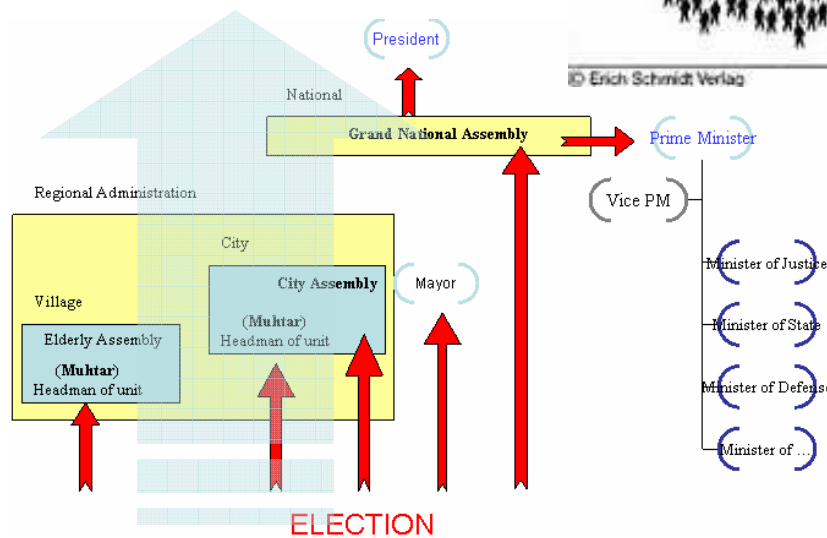 President
© Erich Schmidt Verlag
National
Grand National Assembly
Prime Minister
Regional Administration
Vice PM
City
City Assembly
Mayor
Minister of Justice
Village
(Muhtar)
Headman of unit
Minister of State
Elderly Assembly
(Muhtar)
Headman of unit
Minister of Defense
Minister of ...
ELECTION